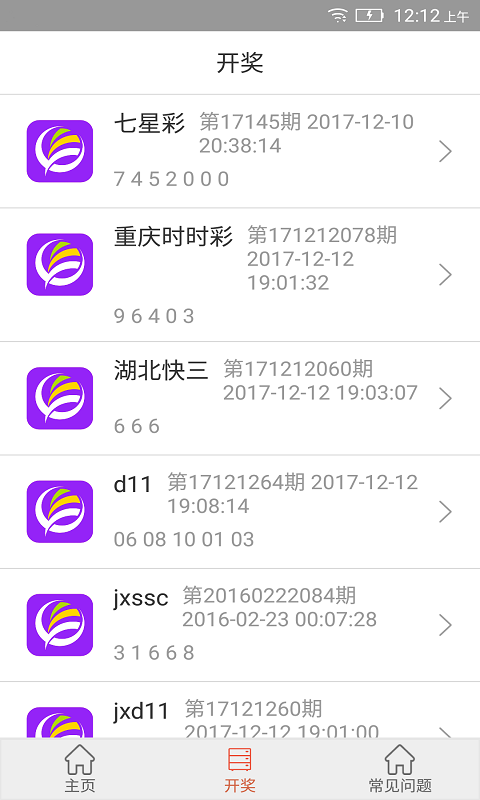 12:12 上午
开奖
七星彩 第17145期 2017-12-10
20:38:14
7 4 5 2 0 0 0
重庆时时彩 第171212078期
2017-12-12
19:01:32
9 6 4 0 3
湖北快三 第171212060期
2017-12-12 19:03:07
6 6 6
d11 第17121264期 2017-12-12
19:08:14
06 08 10 01 03
jxssc 第20160222084期
2016-02-23 00:07:28
3 1 6 6 8
jxd11 第17121260期
2017-12-12 19:01:00
主页 开奖 常见问题